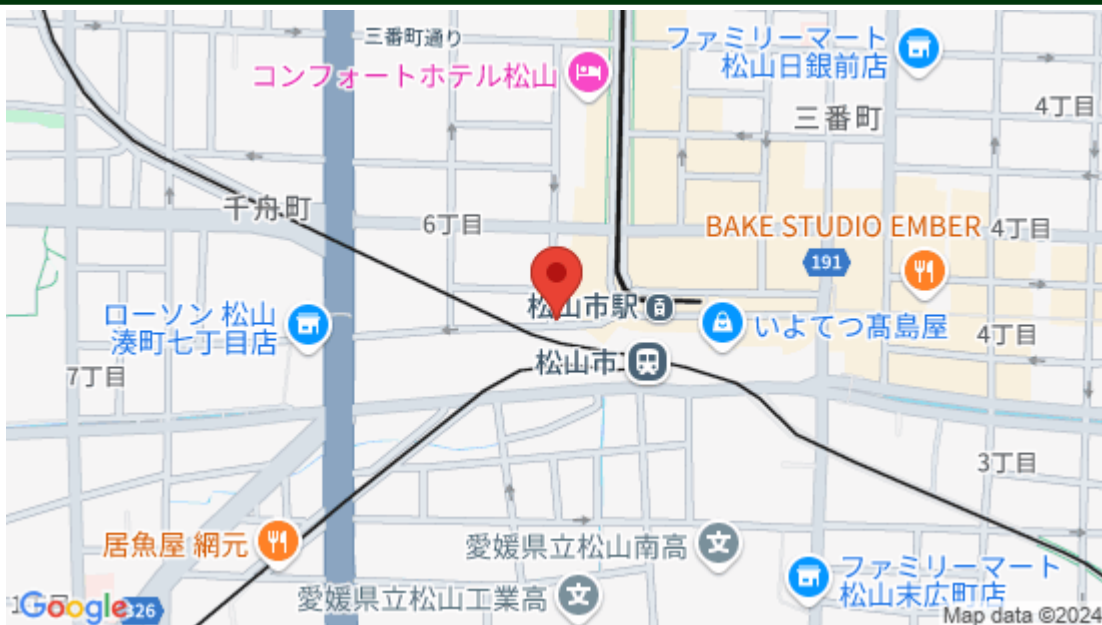 三番町通り
ファミリーマート
松山日銀前店
コンフォートホテル松山
4丁目
三番町
千舟町
6丁目
BAKE STUDIO EMBER
4丁目
191
ローソン 松山
湊町七丁目店
松山市駅
いよてつ髙島屋
4丁目
松山市
7丁目
3丁目
居魚屋 網元
愛媛県立松山南高
文
ファミリーマート
松山末広町店
愛媛県立松山工業高
文
Google
326
Map data ©2024